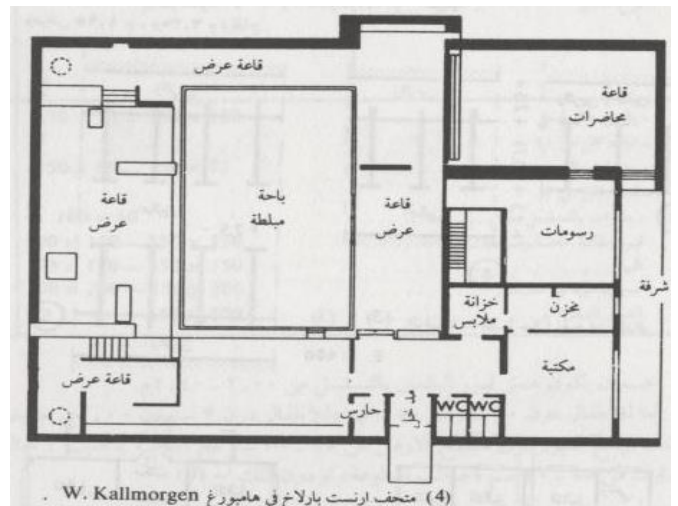 قاعة عرض
قاعة
محاضرات
قاعة
عرض
باحة
مبلطة
قاعة
عرض
رسومات
شرفة
خزانة
ملابس
مخزن
مكتبة
قاعة عرض
حارس
مدخل
WC WC
(4) متحف ارنست بارلاخ في هامبورغ W. Kallmorgen .